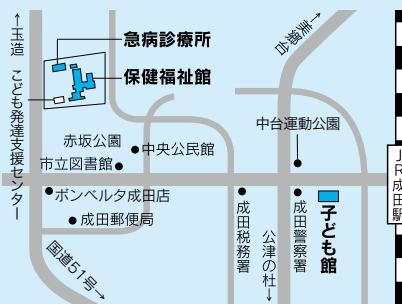 ←玉造
こども発達支援センター
急病診療所
保健福祉館
↑美郷台
中台運動公園
赤坂公園
中央公民館
市立図書館
ボンベルタ成田店
成田郵便局
国道51号→
成田税務署
公津の杜→
成田警察署
子ども館
JR成田駅